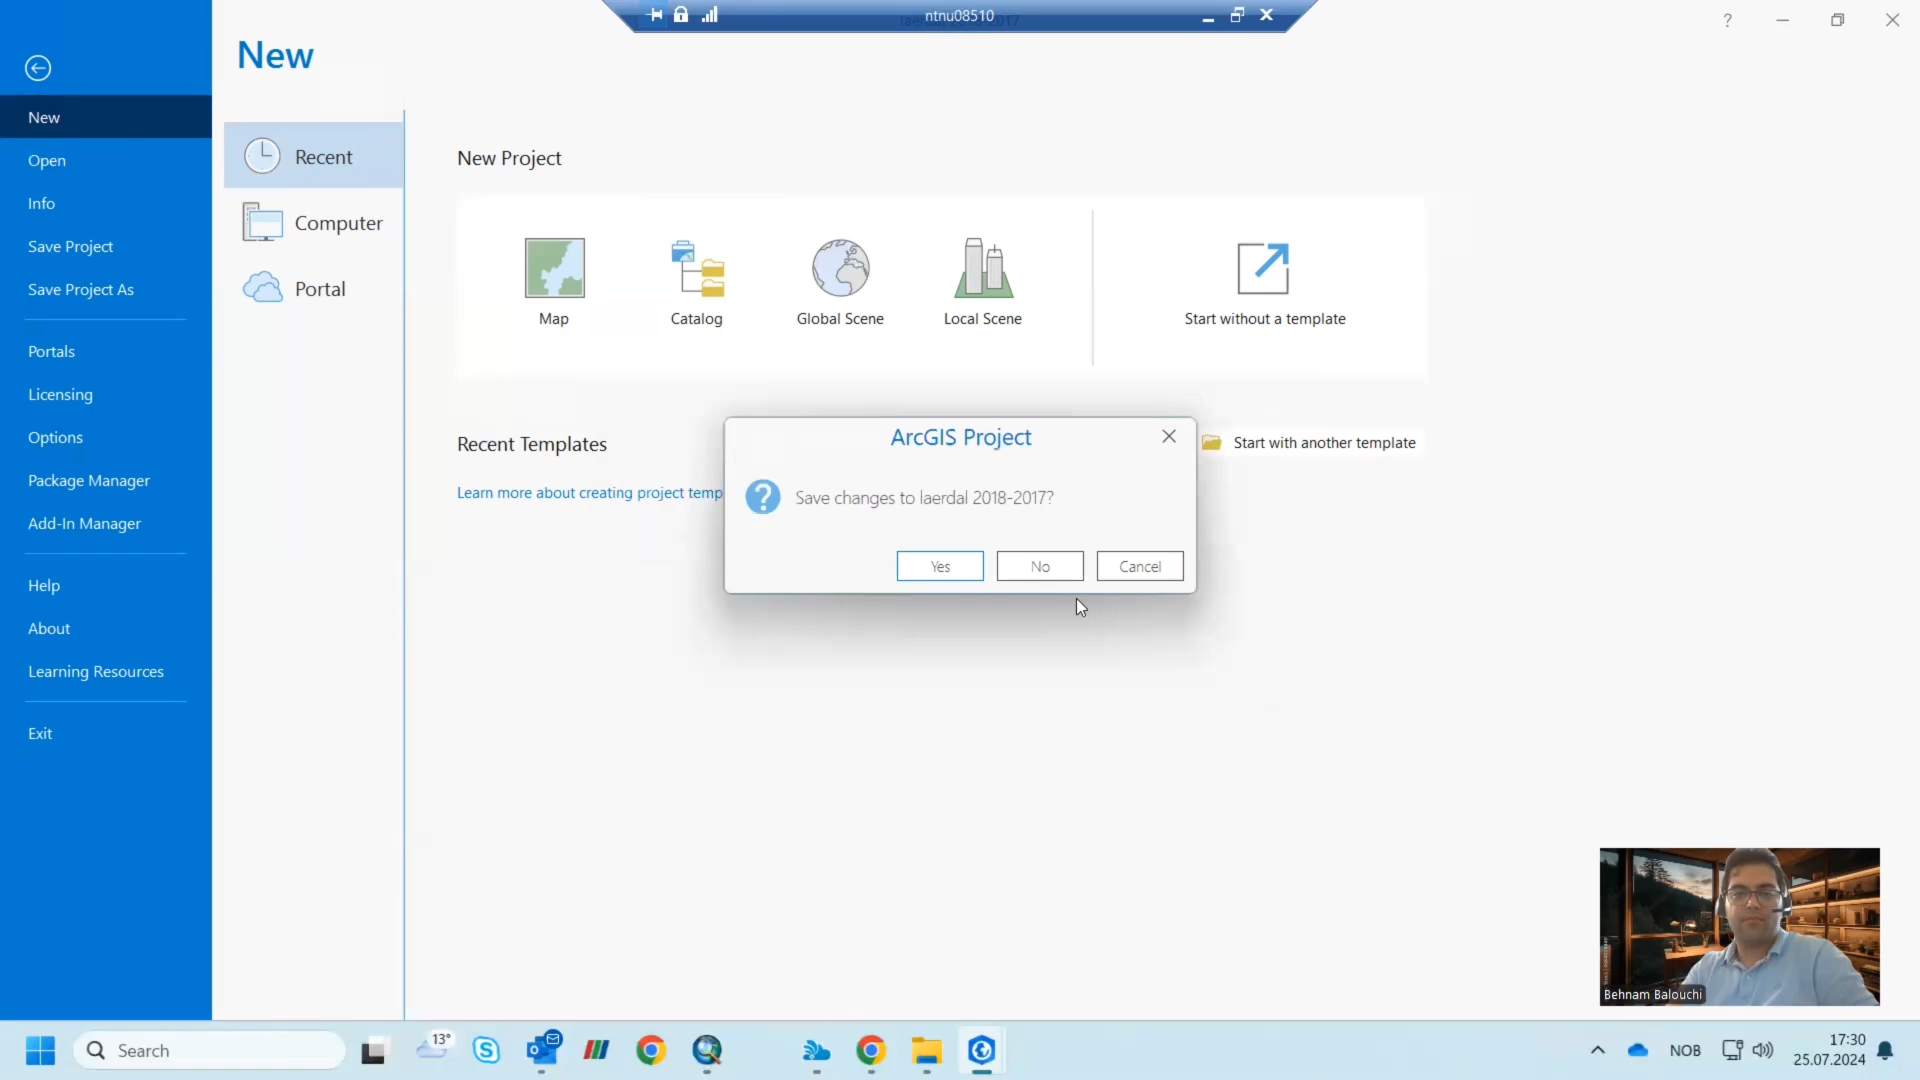 ntnu08510
New
New
Open
Info
Save Project
Save Project As
Portals
Licensing
Options
Package Manager
Add-In Manager
Help
About
Learning Resources
Exit
Recent
Computer
Portal
New Project
Map
Catalog
Global Scene
Local Scene
Start without a template
Recent Templates
Start with another template
Learn more about creating project temp
ArcGIS Project
Save changes to laerdal 2018-2017?
Yes
No
Cancel
Behnam Balouchi
Search
13°
NOB
17:30
25.07.2024